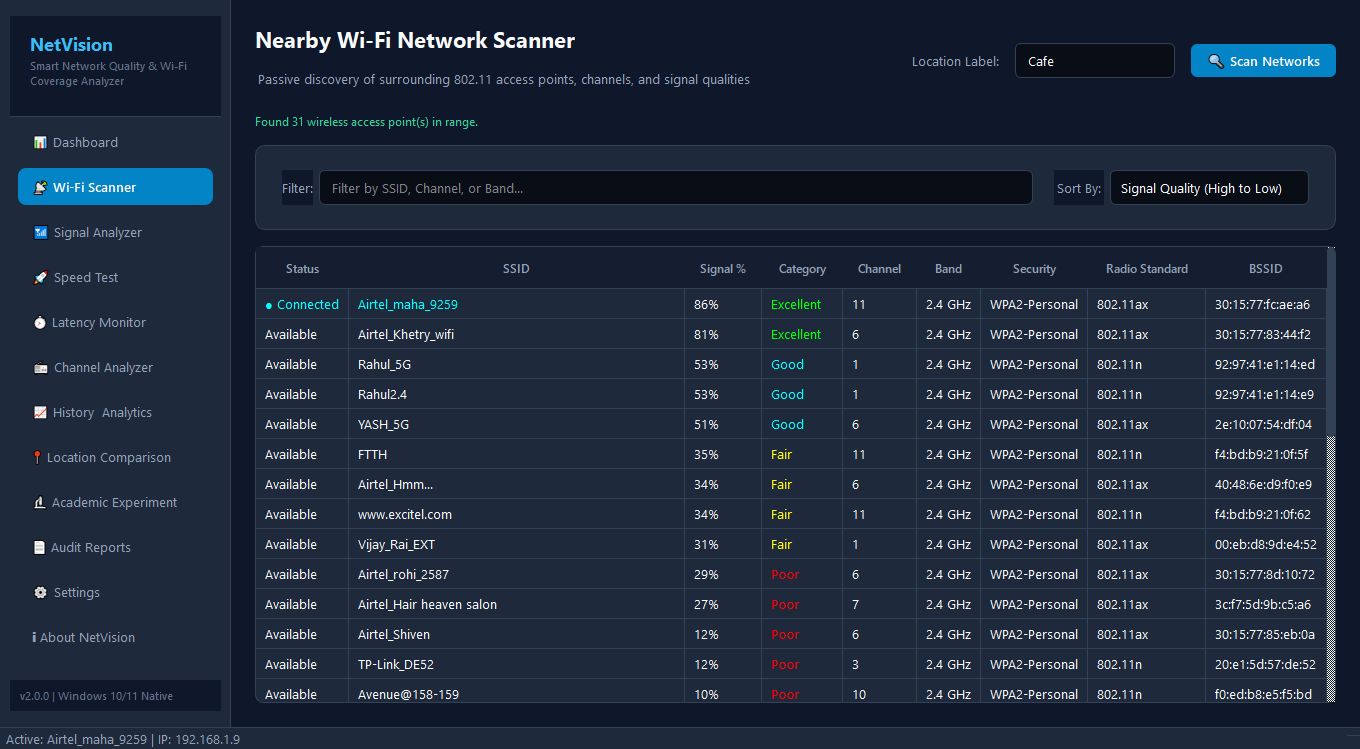 NetVision
Smart Network Quality & Wi-Fi
Coverage Analyzer
Dashboard
Wi-Fi Scanner
Signal Analyzer
Speed Test
Latency Monitor
Channel Analyzer
History Analytics
Location Comparison
Academic Experiment
Audit Reports
Settings
About NetVision
v2.0.0 | Windows 10/11 Native
Nearby Wi-Fi Network Scanner
Passive discovery of surrounding 802.11 access points, channels, and signal qualities
Location Label: Cafe Scan Networks
Found 31 wireless access point(s) in range.
Filter: Filter by SSID, Channel, or Band... Sort By: Signal Quality (High to Low)
Status SSID Signal % Category Channel Band Security Radio Standard BSSID
● Connected Airtel_maha_9259 86% Excellent 11 2.4 GHz WPA2-Personal 802.11ax 30:15:77:fc:ae:a6
Available Airtel_Khetry_wifi 81% Excellent 6 2.4 GHz WPA2-Personal 802.11ax 30:15:77:83:44:f2
Available Rahul_5G 53% Good 1 2.4 GHz WPA2-Personal 802.11n 92:97:41:e1:14:ed
Available Rahul2.4 53% Good 1 2.4 GHz WPA2-Personal 802.11n 92:97:41:e1:14:e9
Available YASH_5G 51% Good 6 2.4 GHz WPA2-Personal 802.11ax 2e:10:07:54:df:04
Available FTTH 35% Fair 11 2.4 GHz WPA2-Personal 802.11n f4:bd:b9:21:0f:5f
Available Airtel_Hmm... 34% Fair 6 2.4 GHz WPA2-Personal 802.11ax 40:48:6e:d9:f0:e9
Available www.excitel.com 34% Fair 11 2.4 GHz WPA2-Personal 802.11n f4:bd:b9:21:0f:62
Available Vijay_Rai_EXT 31% Fair 1 2.4 GHz WPA2-Personal 802.11ax 00:eb:d8:9d:e4:52
Available Airtel_rohi_2587 29% Poor 6 2.4 GHz WPA2-Personal 802.11ax 30:15:77:8d:10:72
Available Airtel_Hair heaven salon 27% Poor 7 2.4 GHz WPA2-Personal 802.11ax 3c:f7:5d:9b:c5:a6
Available Airtel_Shiven 12% Poor 6 2.4 GHz WPA2-Personal 802.11ax 30:15:77:85:eb:0a
Available TP-Link_DE52 12% Poor 3 2.4 GHz WPA2-Personal 802.11n 20:e1:5d:57:de:52
Available Avenue@158-159 10% Poor 10 2.4 GHz WPA2-Personal 802.11n f0:ed:b8:e5:f5:bd
Active: Airtel_maha_9259 | IP: 192.168.1.9